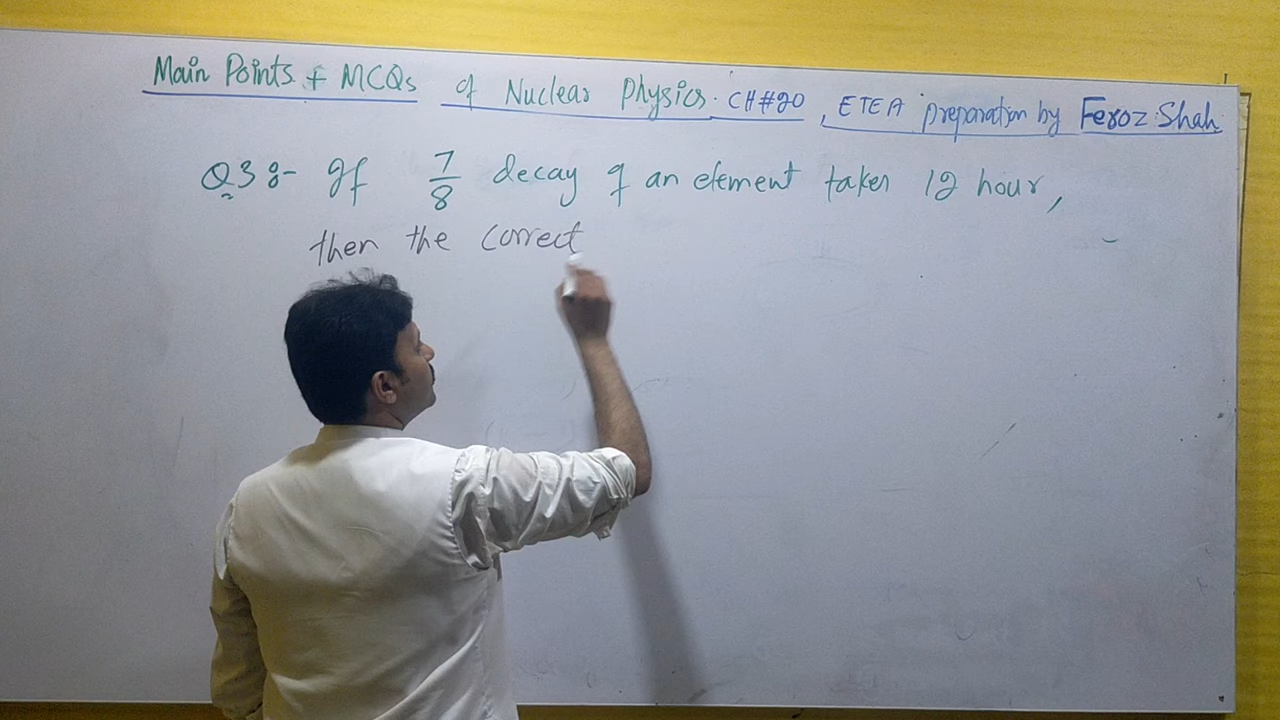 Main Points + MCQs of Nuclear Physics. CH#20, ETEA preparation by Feroz Shah
Q3:- If 7/8 decay of an element takes 12 hour,
then the correct